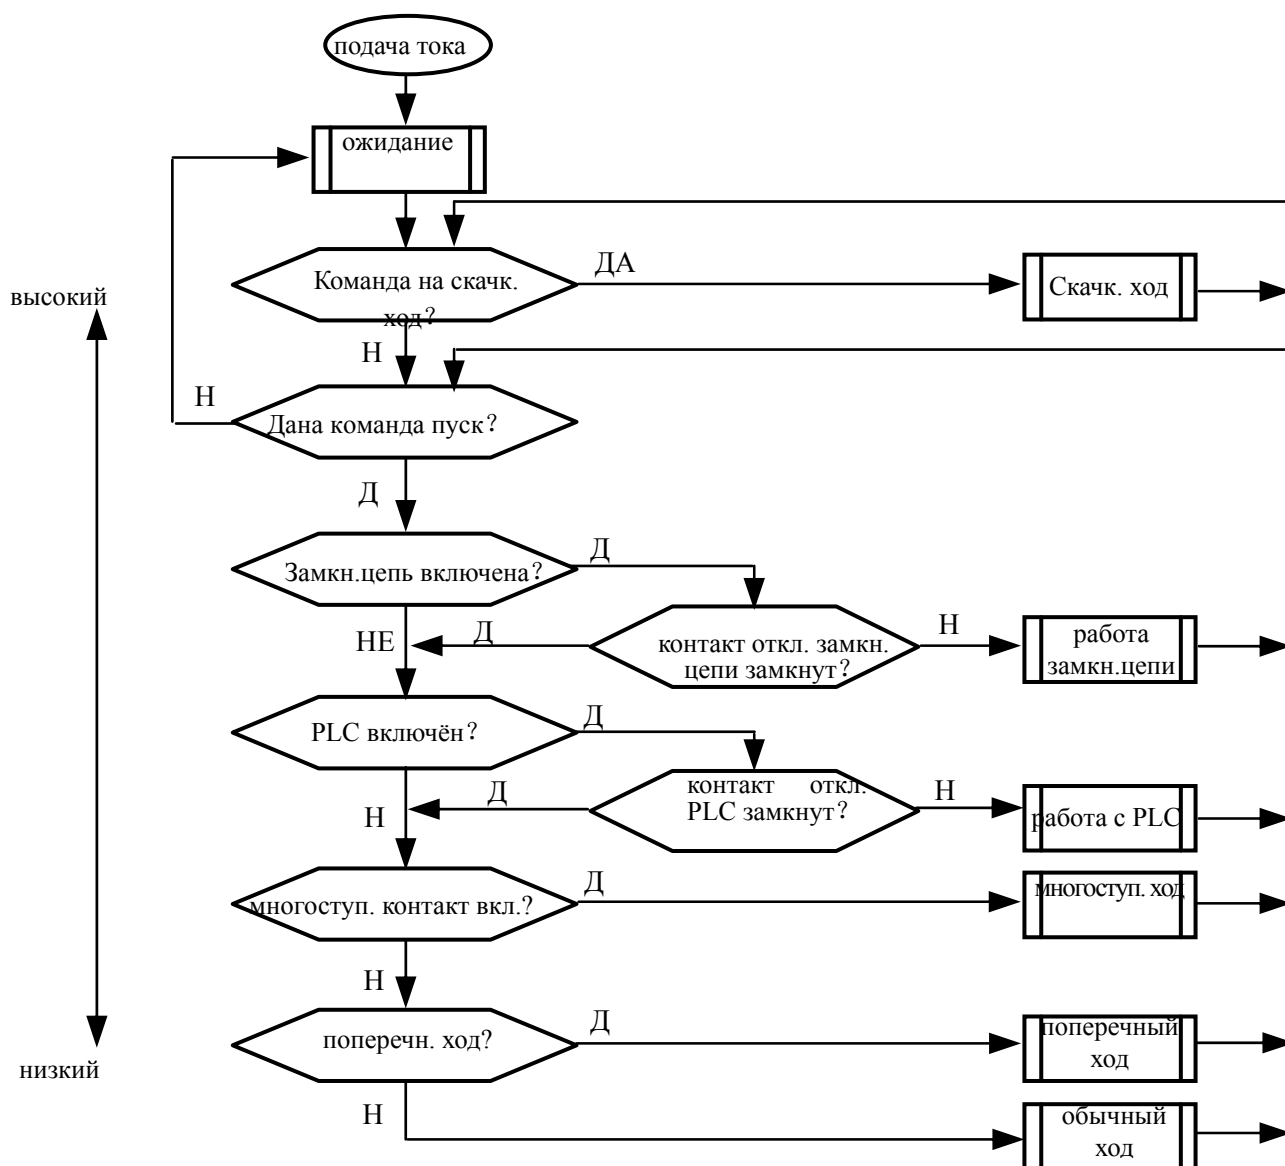 подача тока
ожидание
ДА
Команда на скачк.
ход?
Скачк. ход
высокий
Н
Н
Дана команда пуск?
Д
Д
Замкн.цепь включена?
НЕ
Д
контакт откл. замкн.
цепи замкнут?
Н
работа
замкн.цепи
PLC включён?
Д
контакт откл.
PLC замкнут?
Д
Н
работа с PLC
Н
Д
многоступ. ход
многоступ. контакт вкл.?
Н
Д
поперечн. ход?
поперечный
ход
низкий
Н
обычный
ход